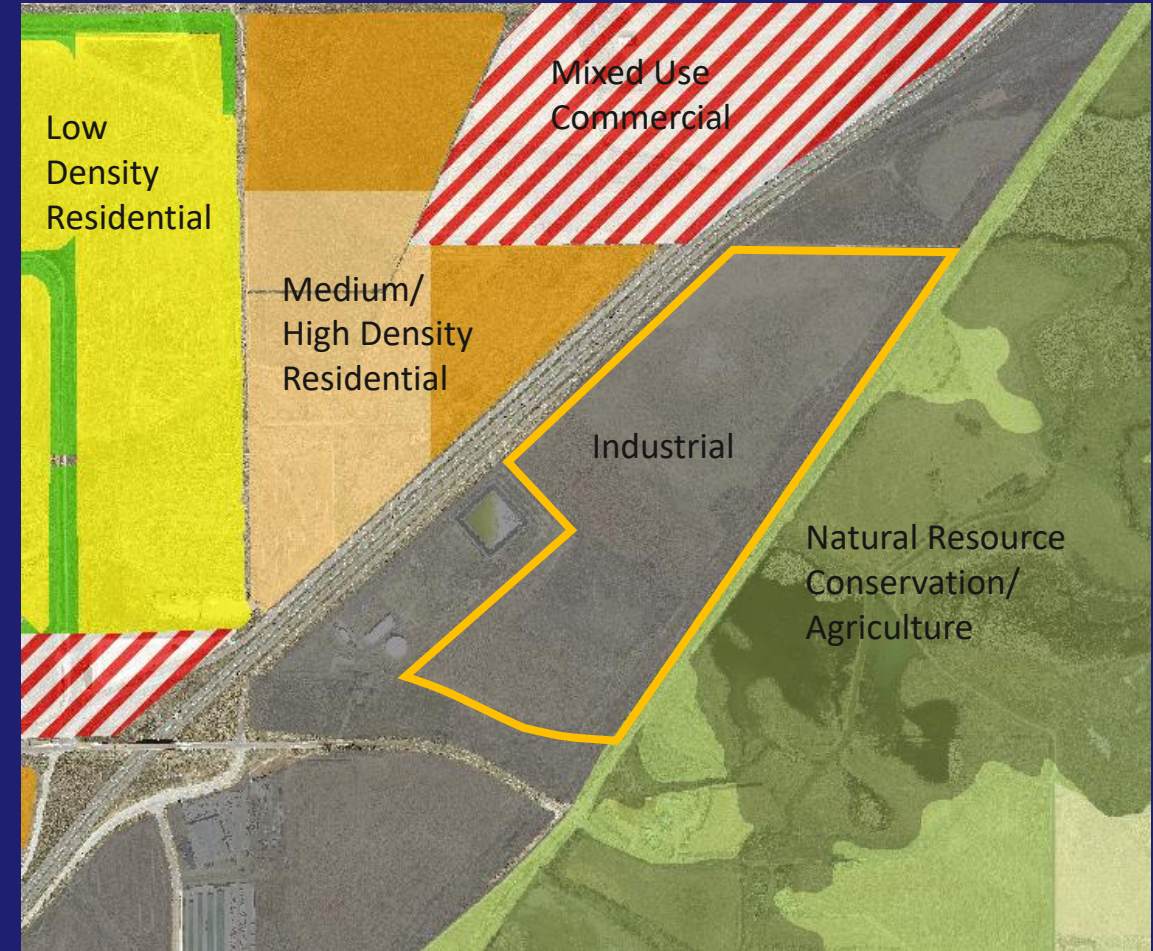 Mixed Use
Commercial
Low
Density
Residential
Medium/
High Density
Residential
Industrial
Natural Resource
Conservation/
Agriculture